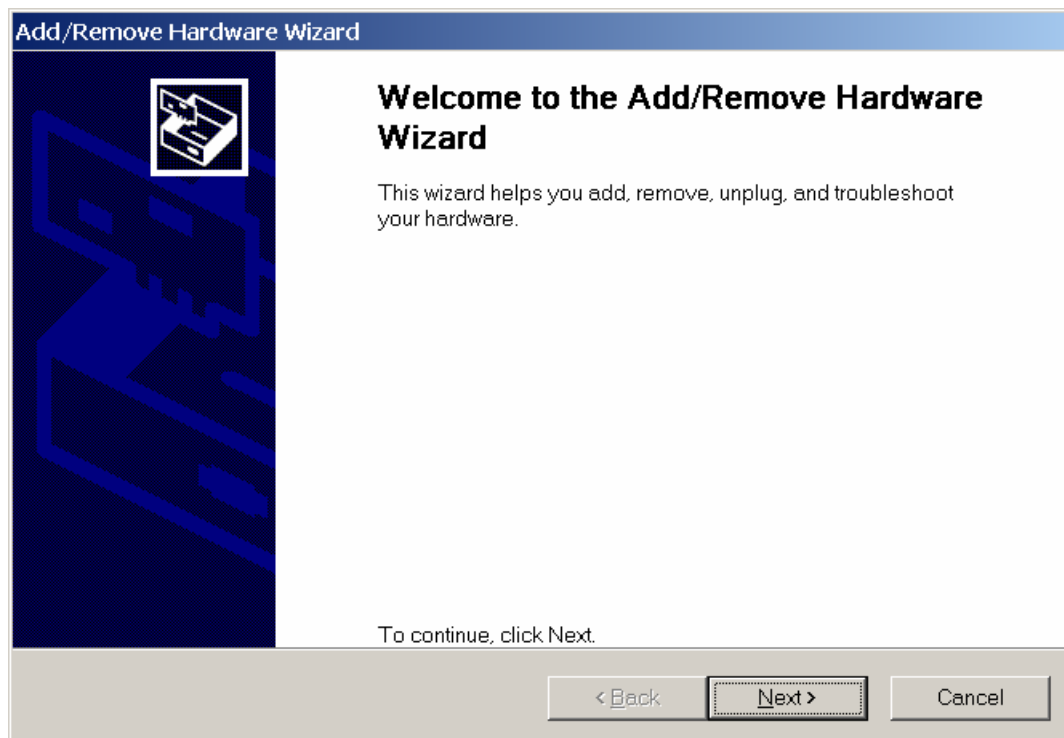 Add/Remove Hardware Wizard
Welcome to the Add/Remove Hardware
Wizard
This wizard helps you add, remove, unplug, and troubleshoot
your hardware.
To continue, click Next.
< Back Next > Cancel